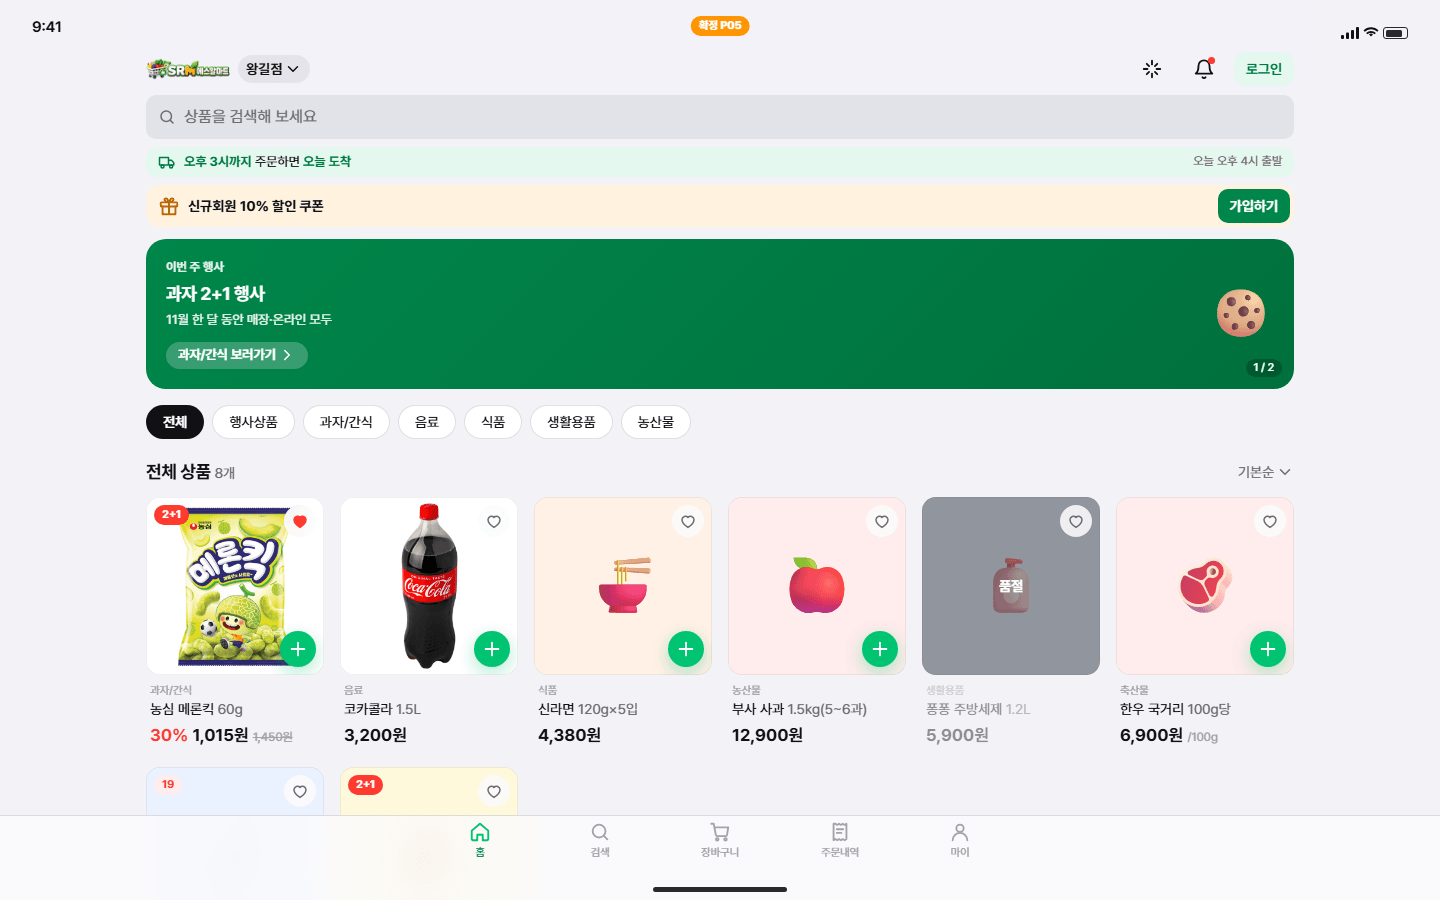 9:41
확정 P05
SRM 에스알마트
왕길점
로그인
상품을 검색해 보세요
오후 3시까지 주문하면 오늘 도착
오늘 오후 4시 출발
신규회원 10% 할인 쿠폰
가입하기
이번 주 행사
과자 2+1 행사
11월 한 달 동안 매장·온라인 모두
과자/간식 보러가기
1 / 2
전체
행사상품
과자/간식
음료
식품
생활용품
농산물
전체 상품 8개
기본순
2+1
농심
메론킥
Coca-Cola
품절
과자/간식
농심 메론킥 60g
30% 1,015원 1,450원
음료
코카콜라 1.5L
3,200원
식품
신라면 120g×5입
4,380원
농산물
부사 사과 1.5kg(5~6과)
12,900원
생활용품
퐁퐁 주방세제 1.2L
5,900원
축산물
한우 국거리 100g당
6,900원 /100g
19
2+1
홈
검색
장바구니
주문내역
마이